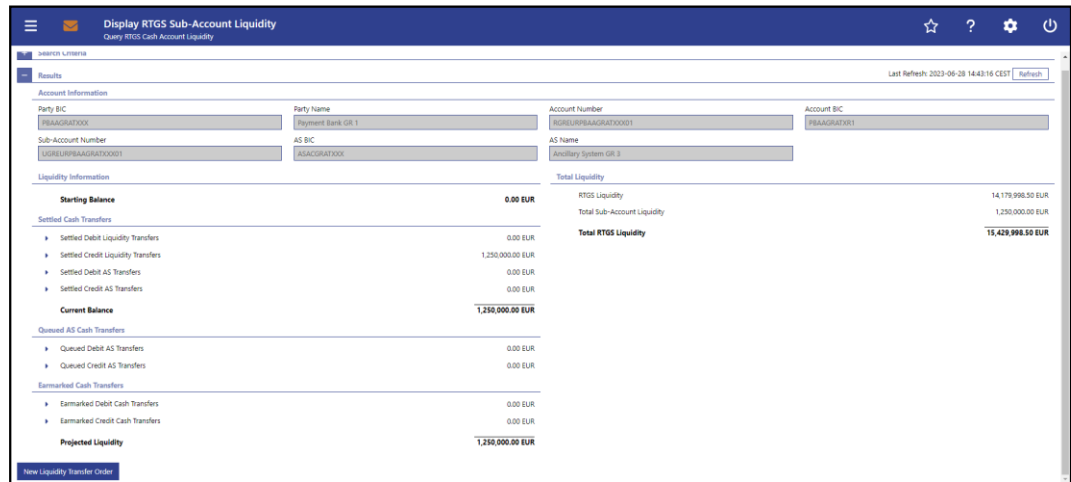 Display RTGS Sub-Account Liquidity
Query RTGS Cash Account Liquidity
?
Search Criteria
Results
Last Refresh: 2023-06-28 14:43:16 CEST Refresh
Account Information
Party BIC Party Name Account Number Account BIC
PBAAGRATXXX Payment Bank GR 1 RGREURPBAAGRATXXX01 PBAAGRATXR1
Sub-Account Number AS BIC AS Name
UGREURPBAAGRATXXX01 ASACGRATXXX Ancillary System GR 3
Liquidity Information
Starting Balance 0.00 EUR
Settled Cash Transfers
Settled Debit Liquidity Transfers 0.00 EUR
Settled Credit Liquidity Transfers 1,250,000.00 EUR
Settled Debit AS Transfers 0.00 EUR
Settled Credit AS Transfers 0.00 EUR
Current Balance 1,250,000.00 EUR
Queued AS Cash Transfers
Queued Debit AS Transfers 0.00 EUR
Queued Credit AS Transfers 0.00 EUR
Earmarked Cash Transfers
Earmarked Debit Cash Transfers 0.00 EUR
Earmarked Credit Cash Transfers 0.00 EUR
Projected Liquidity 1,250,000.00 EUR
Total Liquidity
RTGS Liquidity 14,179,998.50 EUR
Total Sub-Account Liquidity 1,250,000.00 EUR
Total RTGS Liquidity 15,429,998.50 EUR
New Liquidity Transfer Order